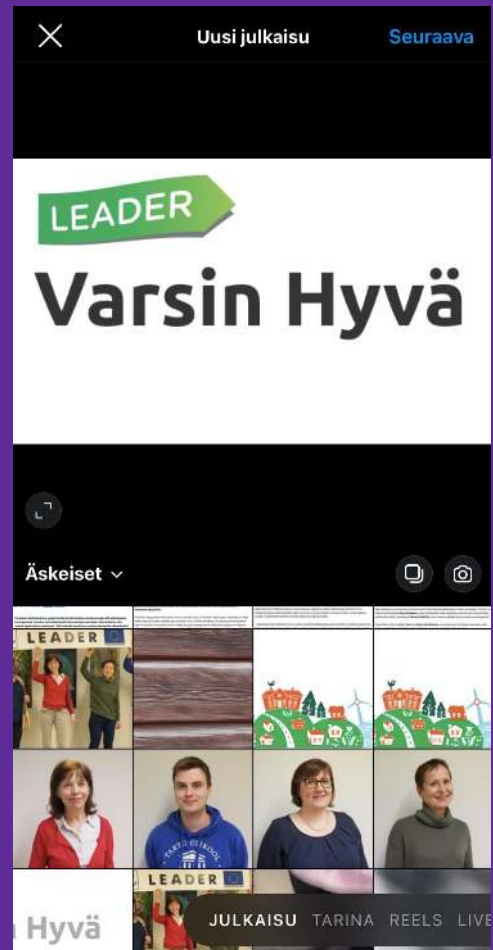 Uusi julkaisu
Seuraava
LEADER
Varsin Hyvä
Äskeiset
LEADER
LEADER
Hyvä
JULKAISU TARINA REELS LIVE